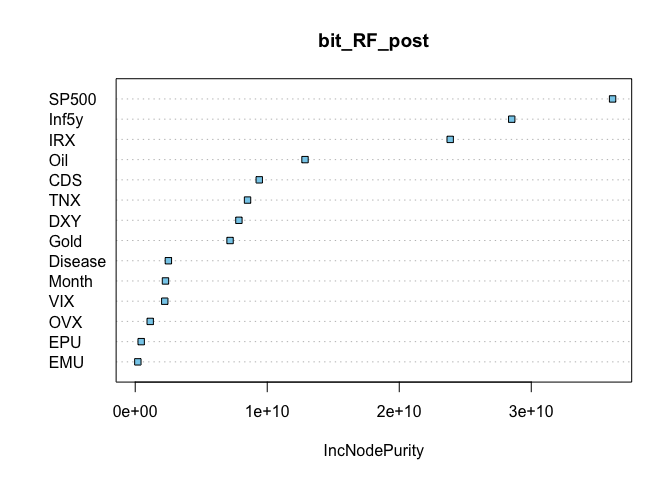 bit_RF_post
SP500
Inf5y
IRX
Oil
CDS
TNX
DXY
Gold
Disease
Month
VIX
OVX
EPU
EMU
0e+00 1e+10 2e+10 3e+10
IncNodePurity